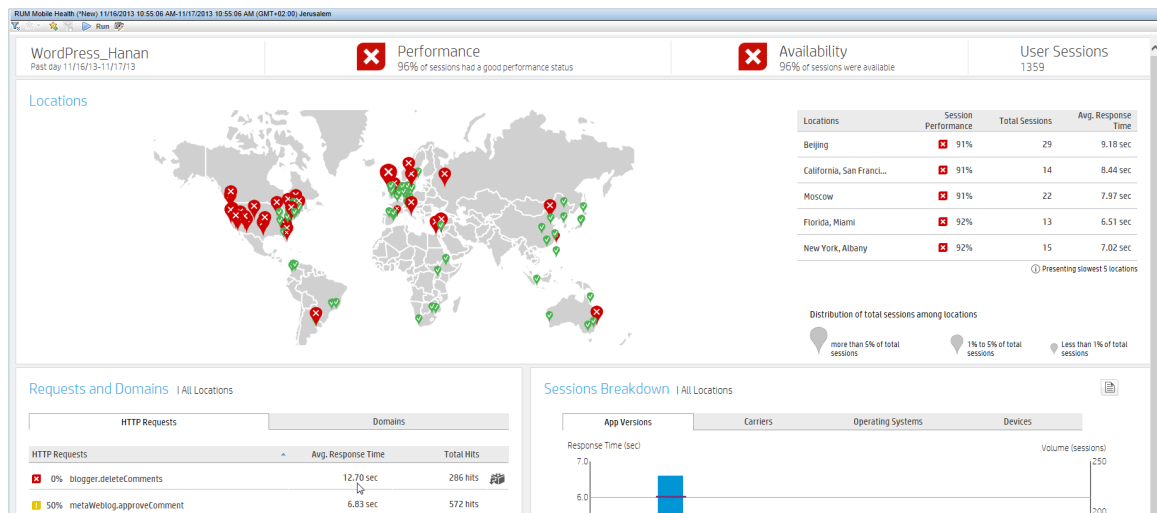 RUM Mobile Health (*New) 11/16/2013 10:55:06 AM-11/17/2013 10:55:06 AM (GMT+02:00) Jerusalem
Run
WordPress_Hanan
Past day 11/16/13-11/17/13
Performance
96% of sessions had a good performance status
Availability
96% of sessions were available
User Sessions
1359
Locations
Locations Session Performance Total Sessions Avg. Response Time
Beijing 91% 29 9.18 sec
California, San Franci... 91% 14 8.44 sec
Moscow 91% 22 7.97 sec
Florida, Miami 92% 13 6.51 sec
New York, Albany 92% 15 7.02 sec
Presenting slowest 5 locations
Distribution of total sessions among locations
more than 5% of total sessions
1% to 5% of total sessions
Less than 1% of total sessions
Requests and Domains | All Locations
HTTP Requests Domains
HTTP Requests Avg. Response Time Total Hits
0% blogger.deleteComments 12.70 sec 286 hits
50% metaWeblog.approveComment 6.83 sec 572 hits
Sessions Breakdown | All Locations
App Versions Carriers Operating Systems Devices
Response Time (sec) Volume (sessions)
7.0 250
6.0
200